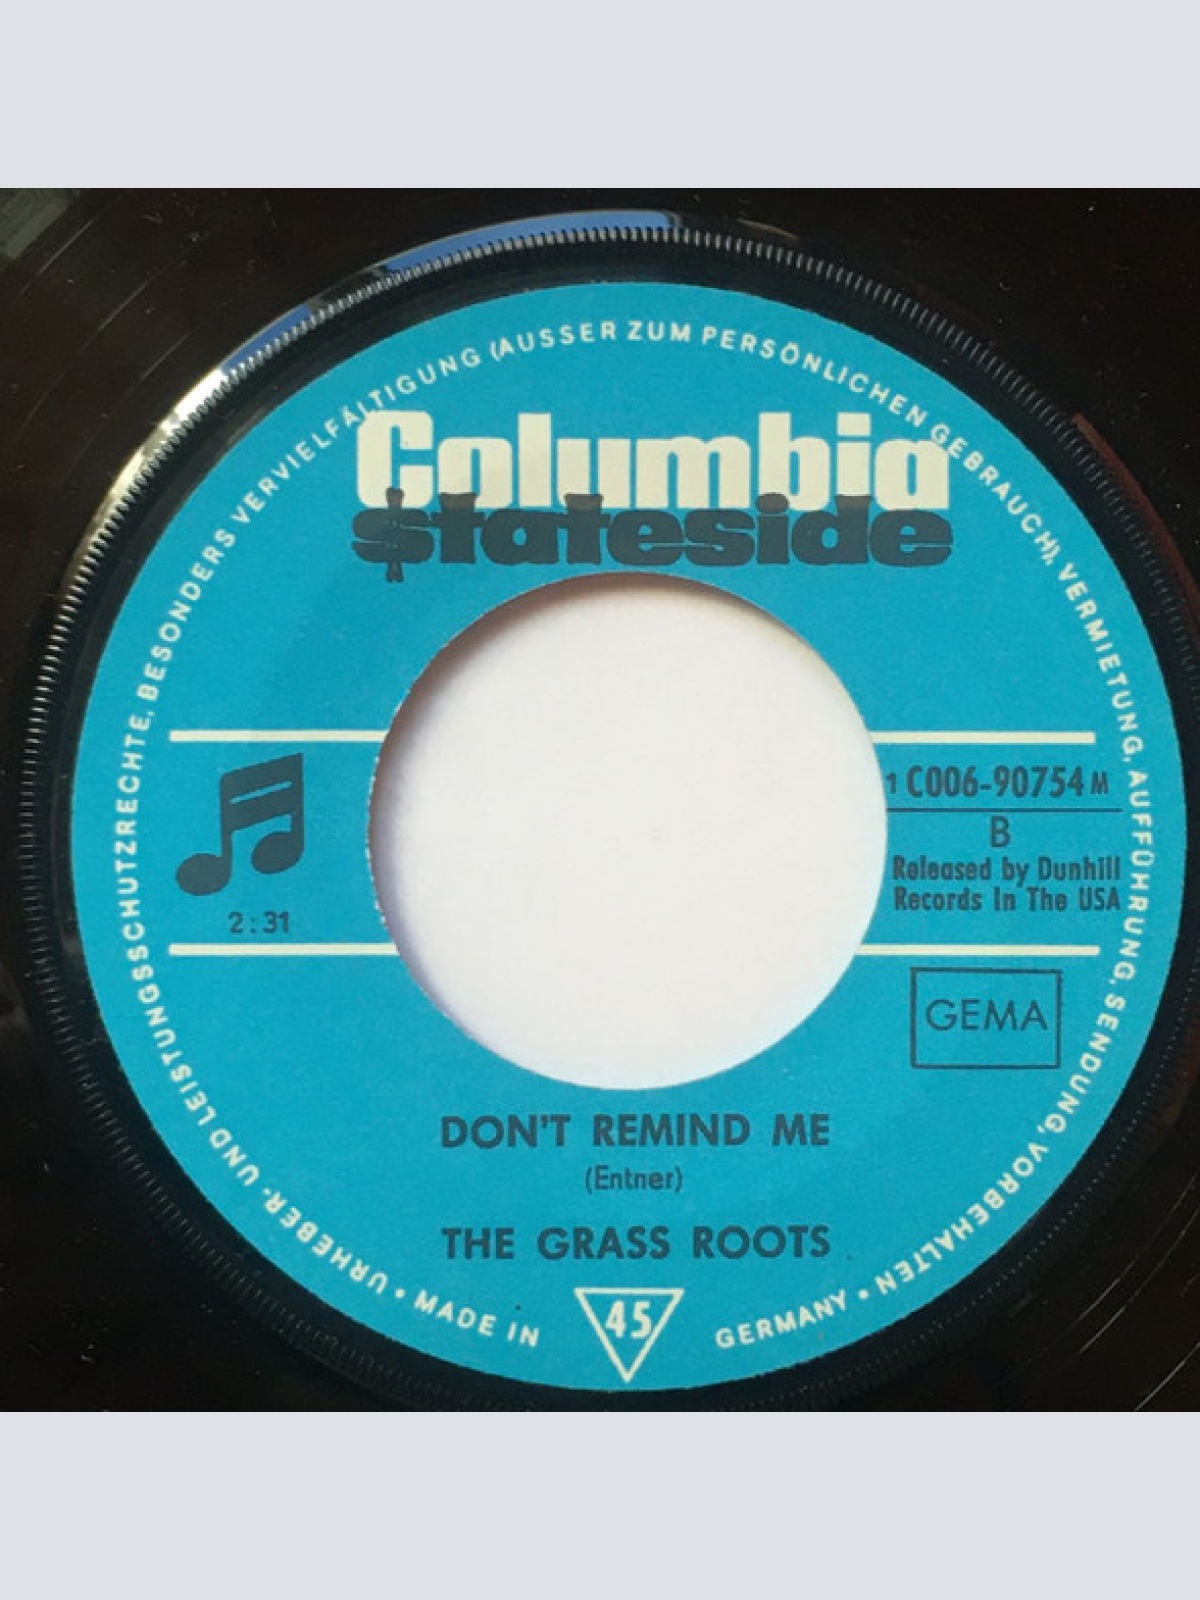 Columbia
$tateside
1 C006-90754 M
B
Released by Dunhill
Records In The USA
2:31
GEMA
DON'T REMIND ME
(Entner)
THE GRASS ROOTS
45
MADE IN GERMANY • URHEBER- UND LEISTUNGSSCHUTZRECHTE, BESONDERS VERVIELFÄLTIGUNG (AUSSER ZUM PERSÖNLICHEN GEBRAUCH), VERMIETUNG, AUFFÜHRUNG, SENDUNG, VORBEHALTEN •